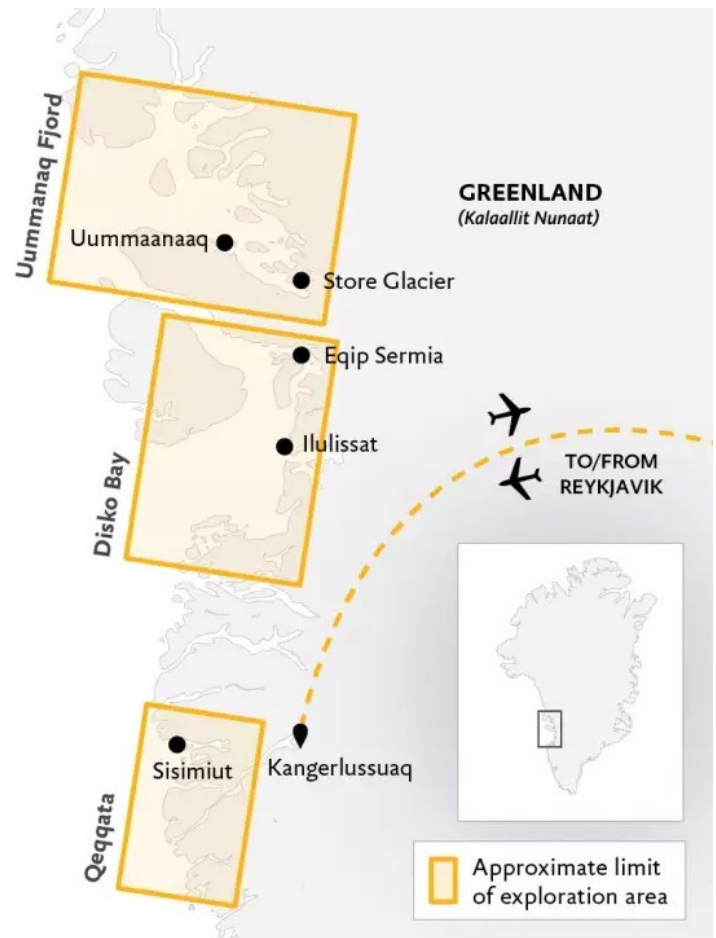 Uummanaq Fjord
GREENLAND
(Kalaallit Nunaat)
Uummaanaaq
Store Glacier
Eqip Sermia
Ilulissat
Disko Bay
TO/FROM
REYKJAVIK
Sisimiut
Kangerlussuaq
Qeqqata
Approximate limit
of exploration area